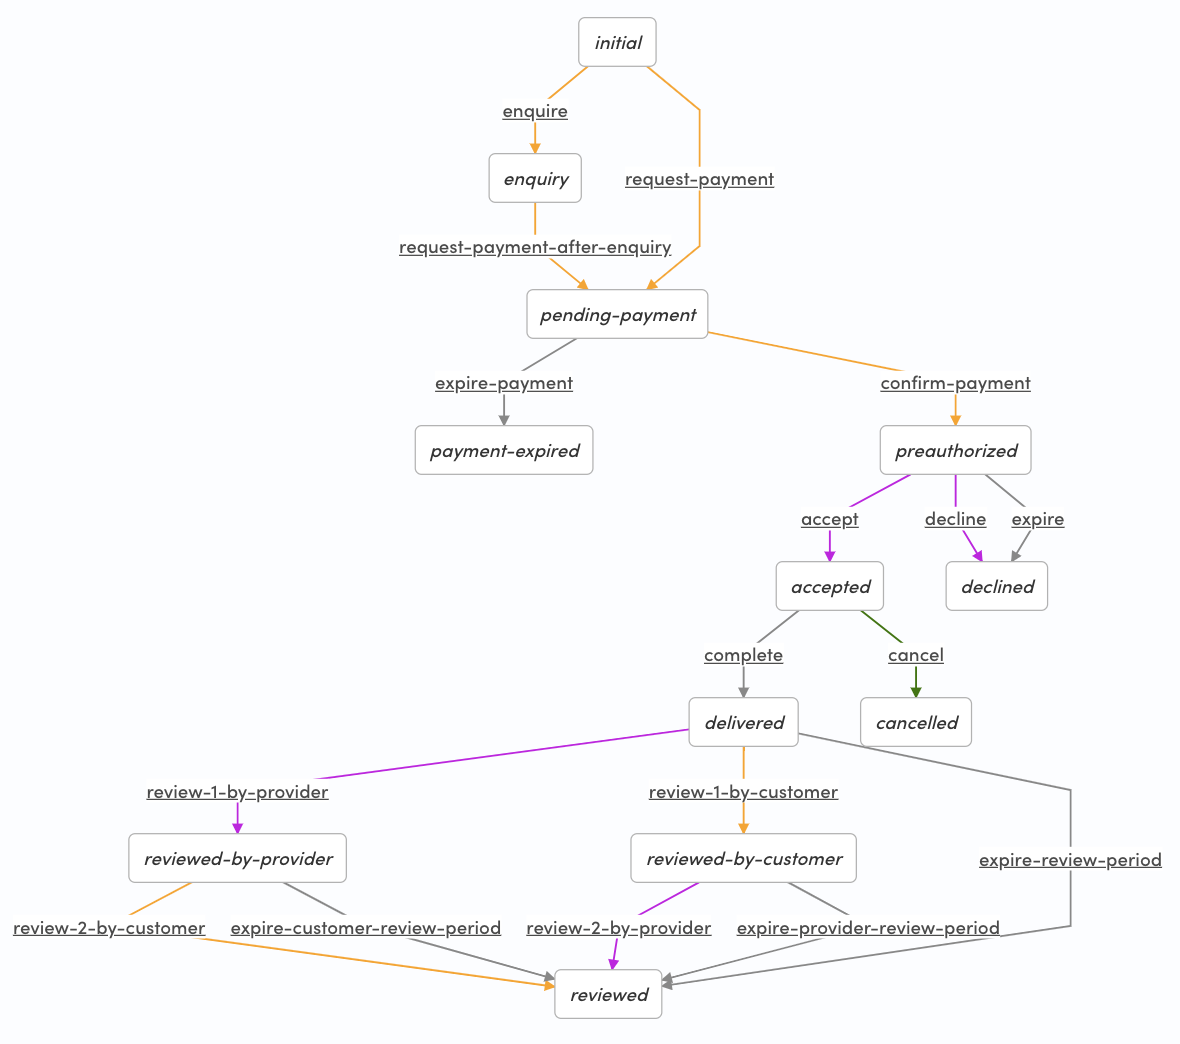 initial
enquire
enquiry
request-payment
request-payment-after-enquiry
pending-payment
expire-payment
confirm-payment
payment-expired
preauthorized
accept
decline
expire
accepted
declined
complete
cancel
delivered
cancelled
review-1-by-provider
review-1-by-customer
reviewed-by-provider
reviewed-by-customer
expire-review-period
review-2-by-customer
expire-customer-review-period
review-2-by-provider
expire-provider-review-period
reviewed